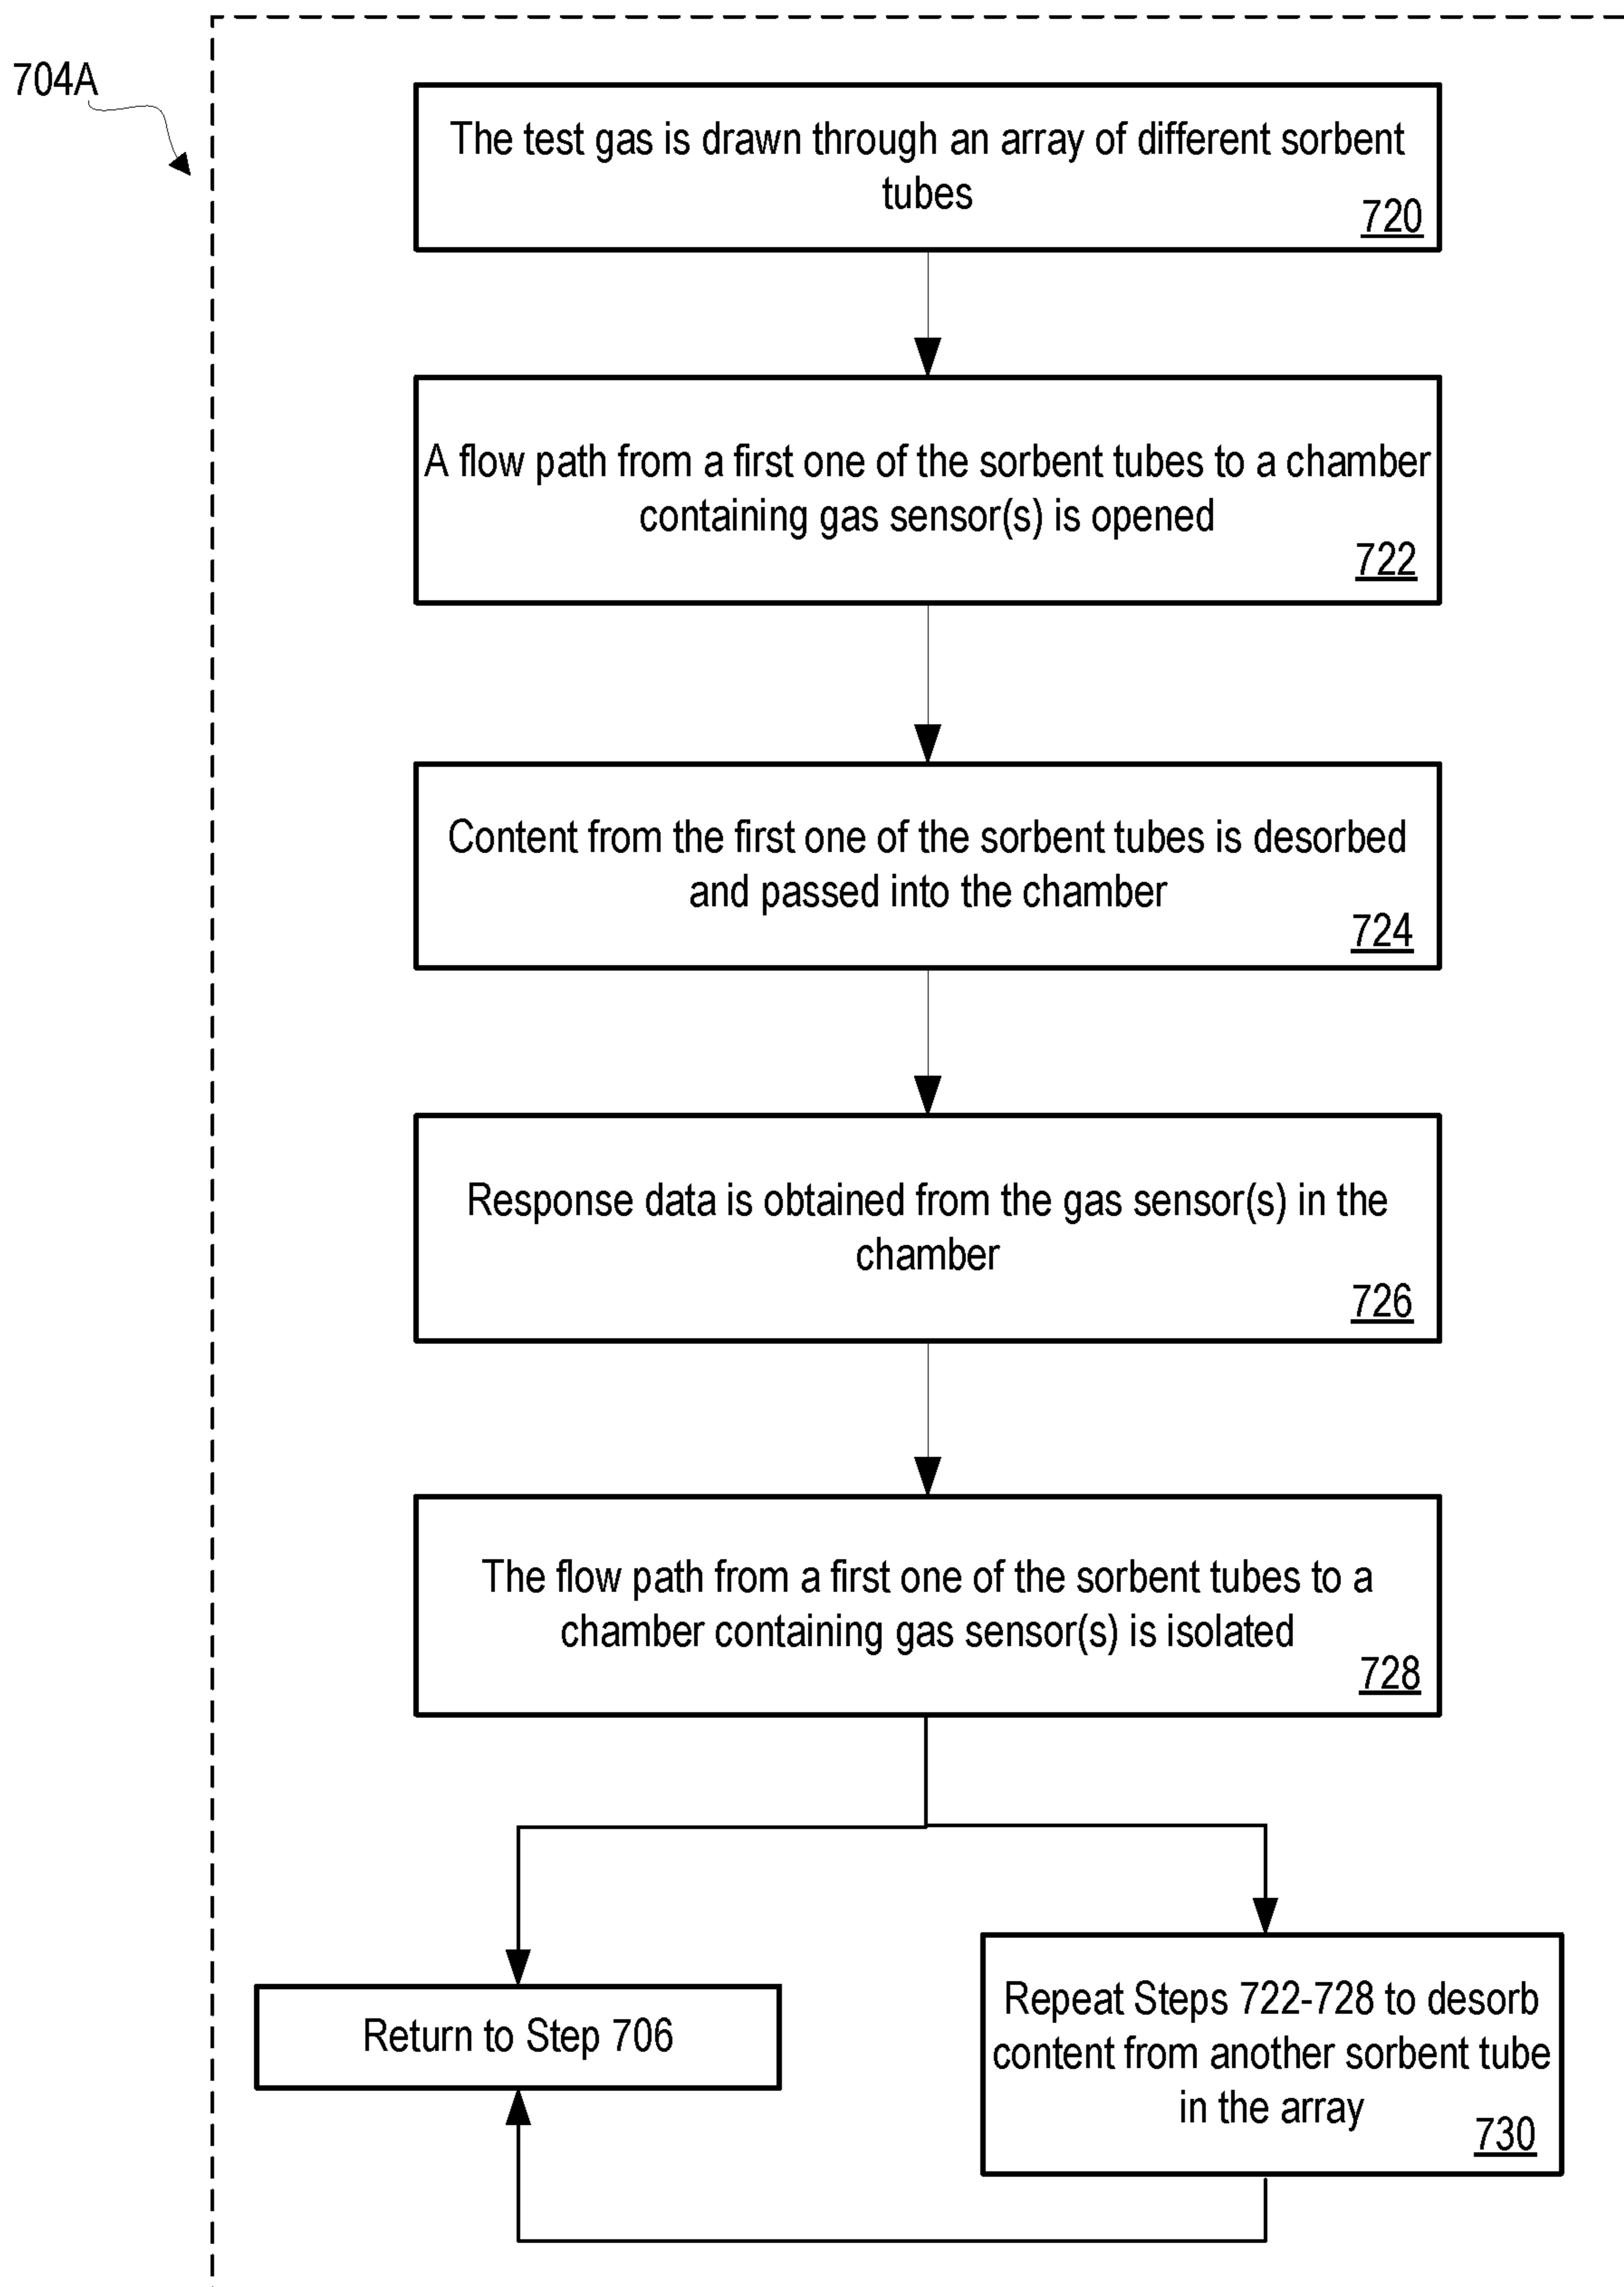 704A
The test gas is drawn through an array of different sorbent
tubes
720
A flow path from a first one of the sorbent tubes to a chamber
containing gas sensor(s) is opened
722
Content from the first one of the sorbent tubes is desorbed
and passed into the chamber
724
Response data is obtained from the gas sensor(s) in the
chamber
726
The flow path from a first one of the sorbent tubes to a
chamber containing gas sensor(s) is isolated
728
Return to Step 706
Repeat Steps 722-728 to desorb
content from another sorbent tube
in the array
730